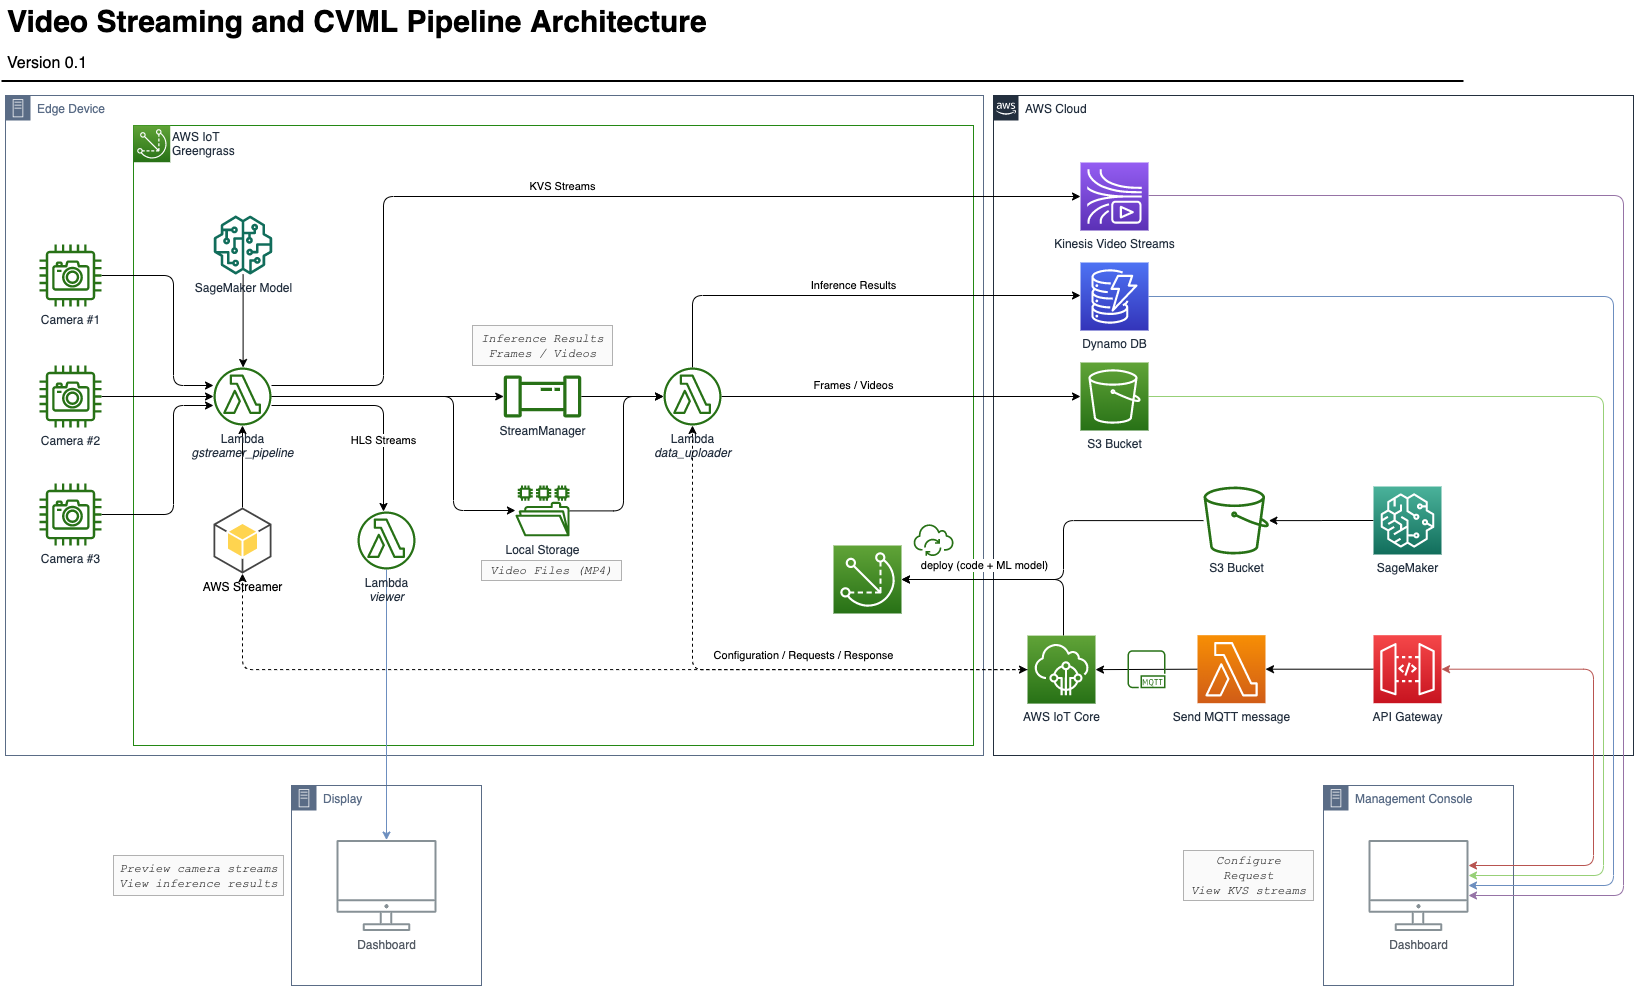 Video Streaming and CVML Pipeline Architecture
Version 0.1
Edge Device
aws
AWS Cloud
AWS IoT
Greengrass
KVS Streams
Kinesis Video Streams
SageMaker Model
Camera #1
Inference Results
Dynamo DB
Inference Results
Frames / Videos
Frames / Videos
StreamManager
S3 Bucket
Camera #2
Lambda
gstreamer_pipeline
HLS Streams
Lambda
data_uploader
Camera #3
Local Storage
Video Files (MP4)
AWS Streamer
Lambda
viewer
deploy (code + ML model)
S3 Bucket
SageMaker
Configuration / Requests / Response
MQTT
AWS IoT Core
Send MQTT message
API Gateway
Display
Management Console
Preview camera streams
View inference results
Dashboard
Configure
Request
View KVS streams
Dashboard